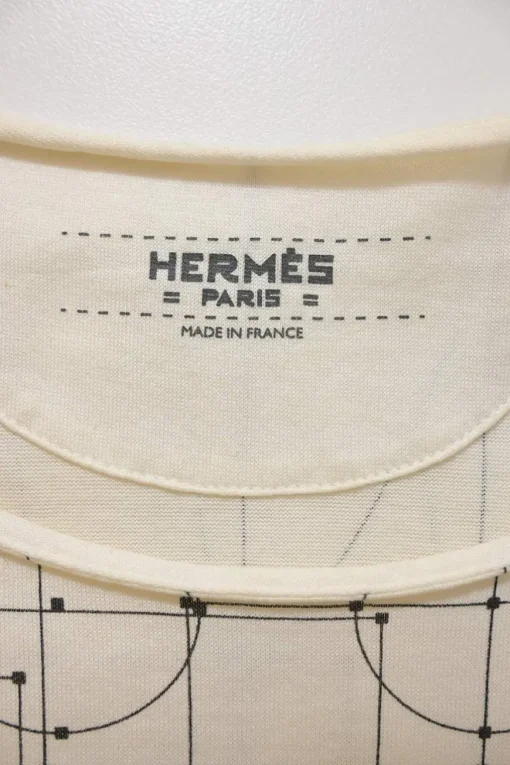 HERMÈS
= PARIS =
MADE IN FRANCE